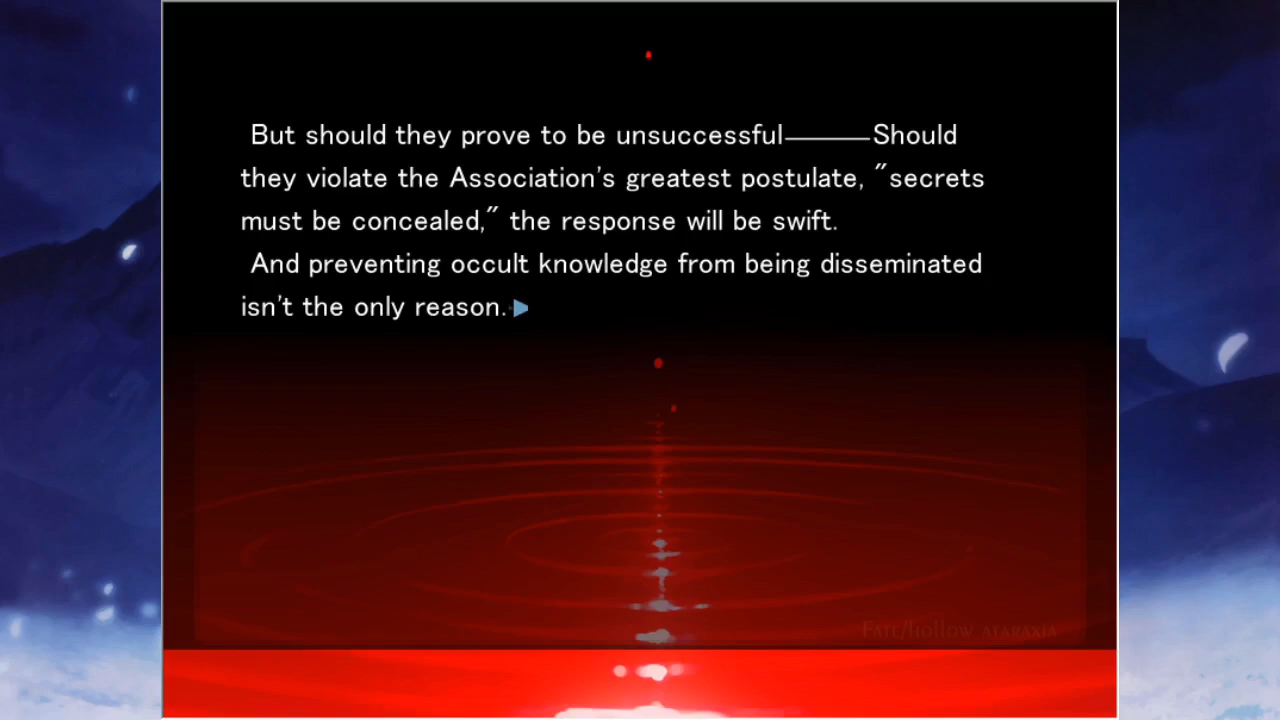 But should they prove to be unsuccessful———Should
they violate the Association's greatest postulate, "secrets
must be concealed," the response will be swift.
And preventing occult knowledge from being disseminated
isn't the only reason.
Fate/hollow ataraxia